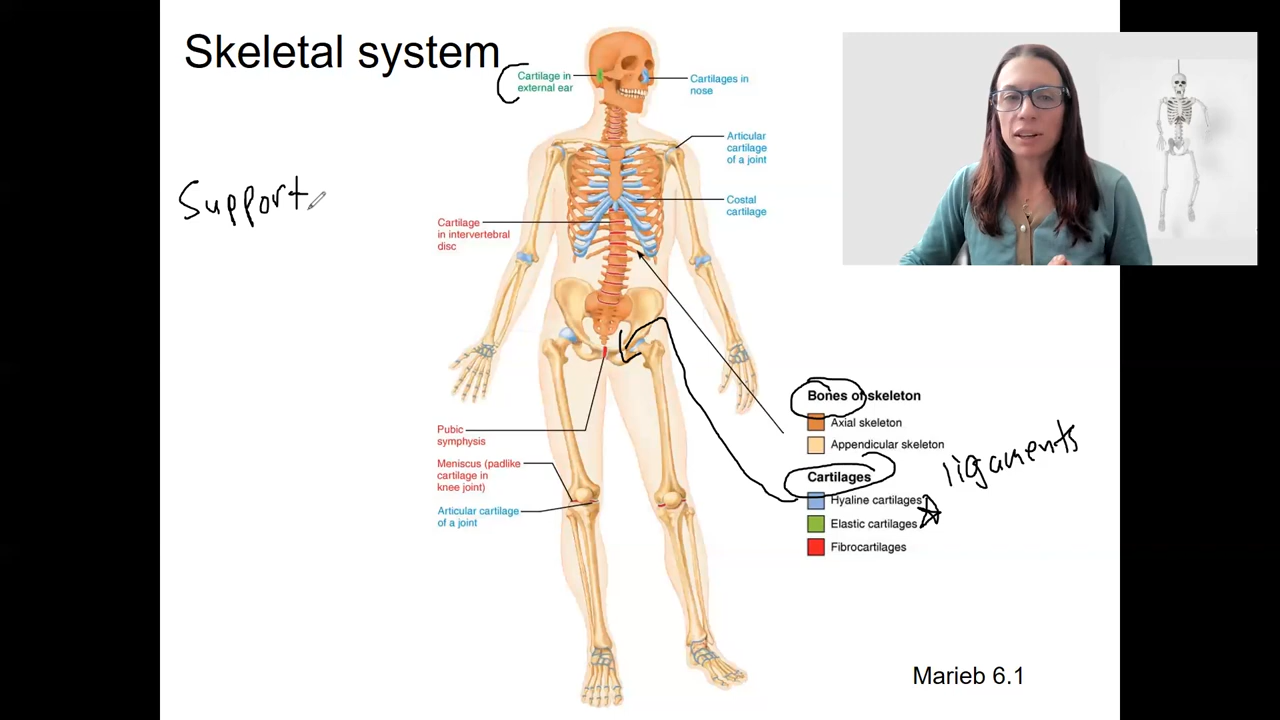 Skeletal system
Cartilage in
external ear
Cartilages in
nose
Articular
cartilage
of a joint
Support
Costal
cartilage
Cartilage
in intervertebral
disc
Bones of skeleton
Axial skeleton
Appendicular skeleton
Pubic
symphysis
ligaments
Meniscus (padlike
cartilage in
knee joint)
Cartilages
Hyaline cartilages
Articular cartilage
of a joint
Elastic cartilages
Fibrocartilages
Marieb 6.1